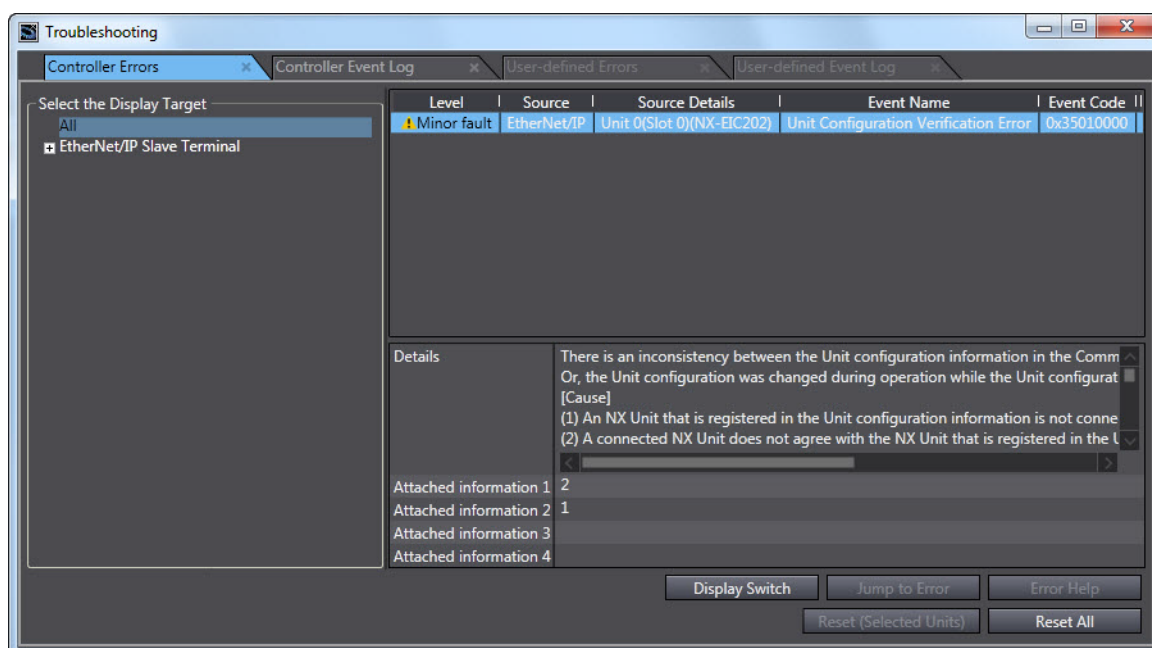 Troubleshooting
Controller Errors
Controller Event Log
User-defined Errors
User-defined Event Log
Select the Display Target
All
EtherNet/IP Slave Terminal
Level Source Source Details Event Name Event Code
Minor fault EtherNet/IP Unit 0(Slot 0)(NX-EIC202) Unit Configuration Verification Error 0x35010000
Details
There is an inconsistency between the Unit configuration information in the Comm
Or, the Unit configuration was changed during operation while the Unit configurat
[Cause]
(1) An NX Unit that is registered in the Unit configuration information is not conne
(2) A connected NX Unit does not agree with the NX Unit that is registered in the U
Attached information 1 2
Attached information 2 1
Attached information 3
Attached information 4
Display Switch Jump to Error Error Help
Reset (Selected Units) Reset All